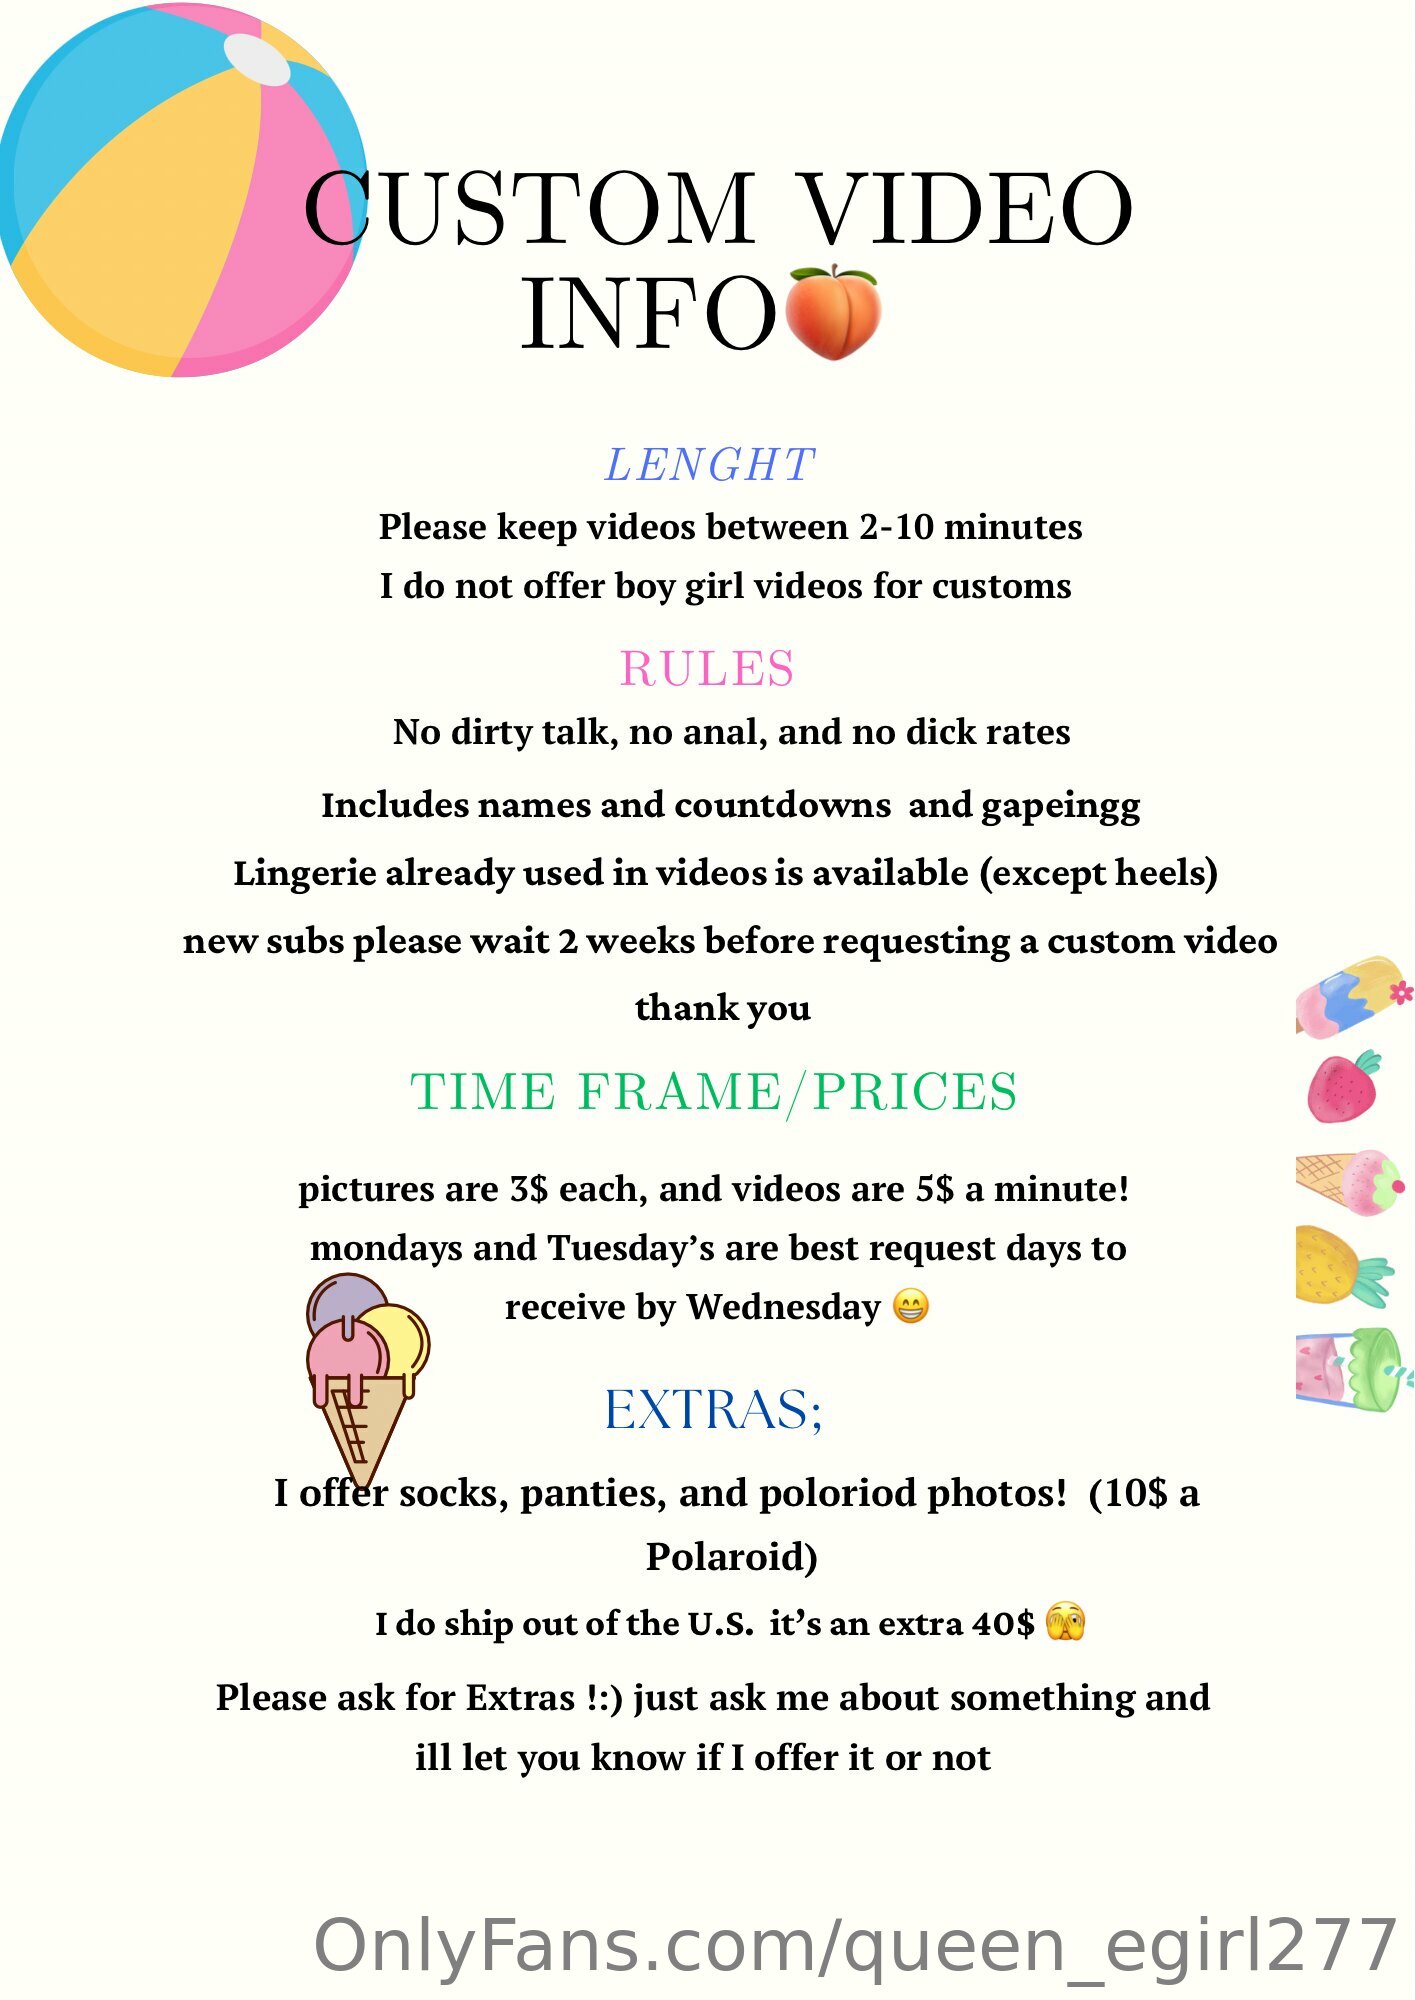 CUSTOM VIDEO
INFO🍑
LENGHT
Please keep videos between 2-10 minutes
I do not offer boy girl videos for customs
RULES
No dirty talk, no anal, and no dick rates
Includes names and countdowns  and gapeingg
Lingerie already used in videos is available (except heels)
new subs please wait 2 weeks before requesting a custom video
thank you
TIME FRAME/PRICES
pictures are 3$ each, and videos are 5$ a minute!
mondays and Tuesday’s are best request days to
receive by Wednesday 😁
EXTRAS;
I offer socks, panties, and poloriod photos!  (10$ a
Polaroid)
I do ship out of the U.S.  it’s an extra 40$ 🫣
Please ask for Extras !:) just ask me about something and
ill let you know if I offer it or not
OnlyFans.com/queen_egirl277